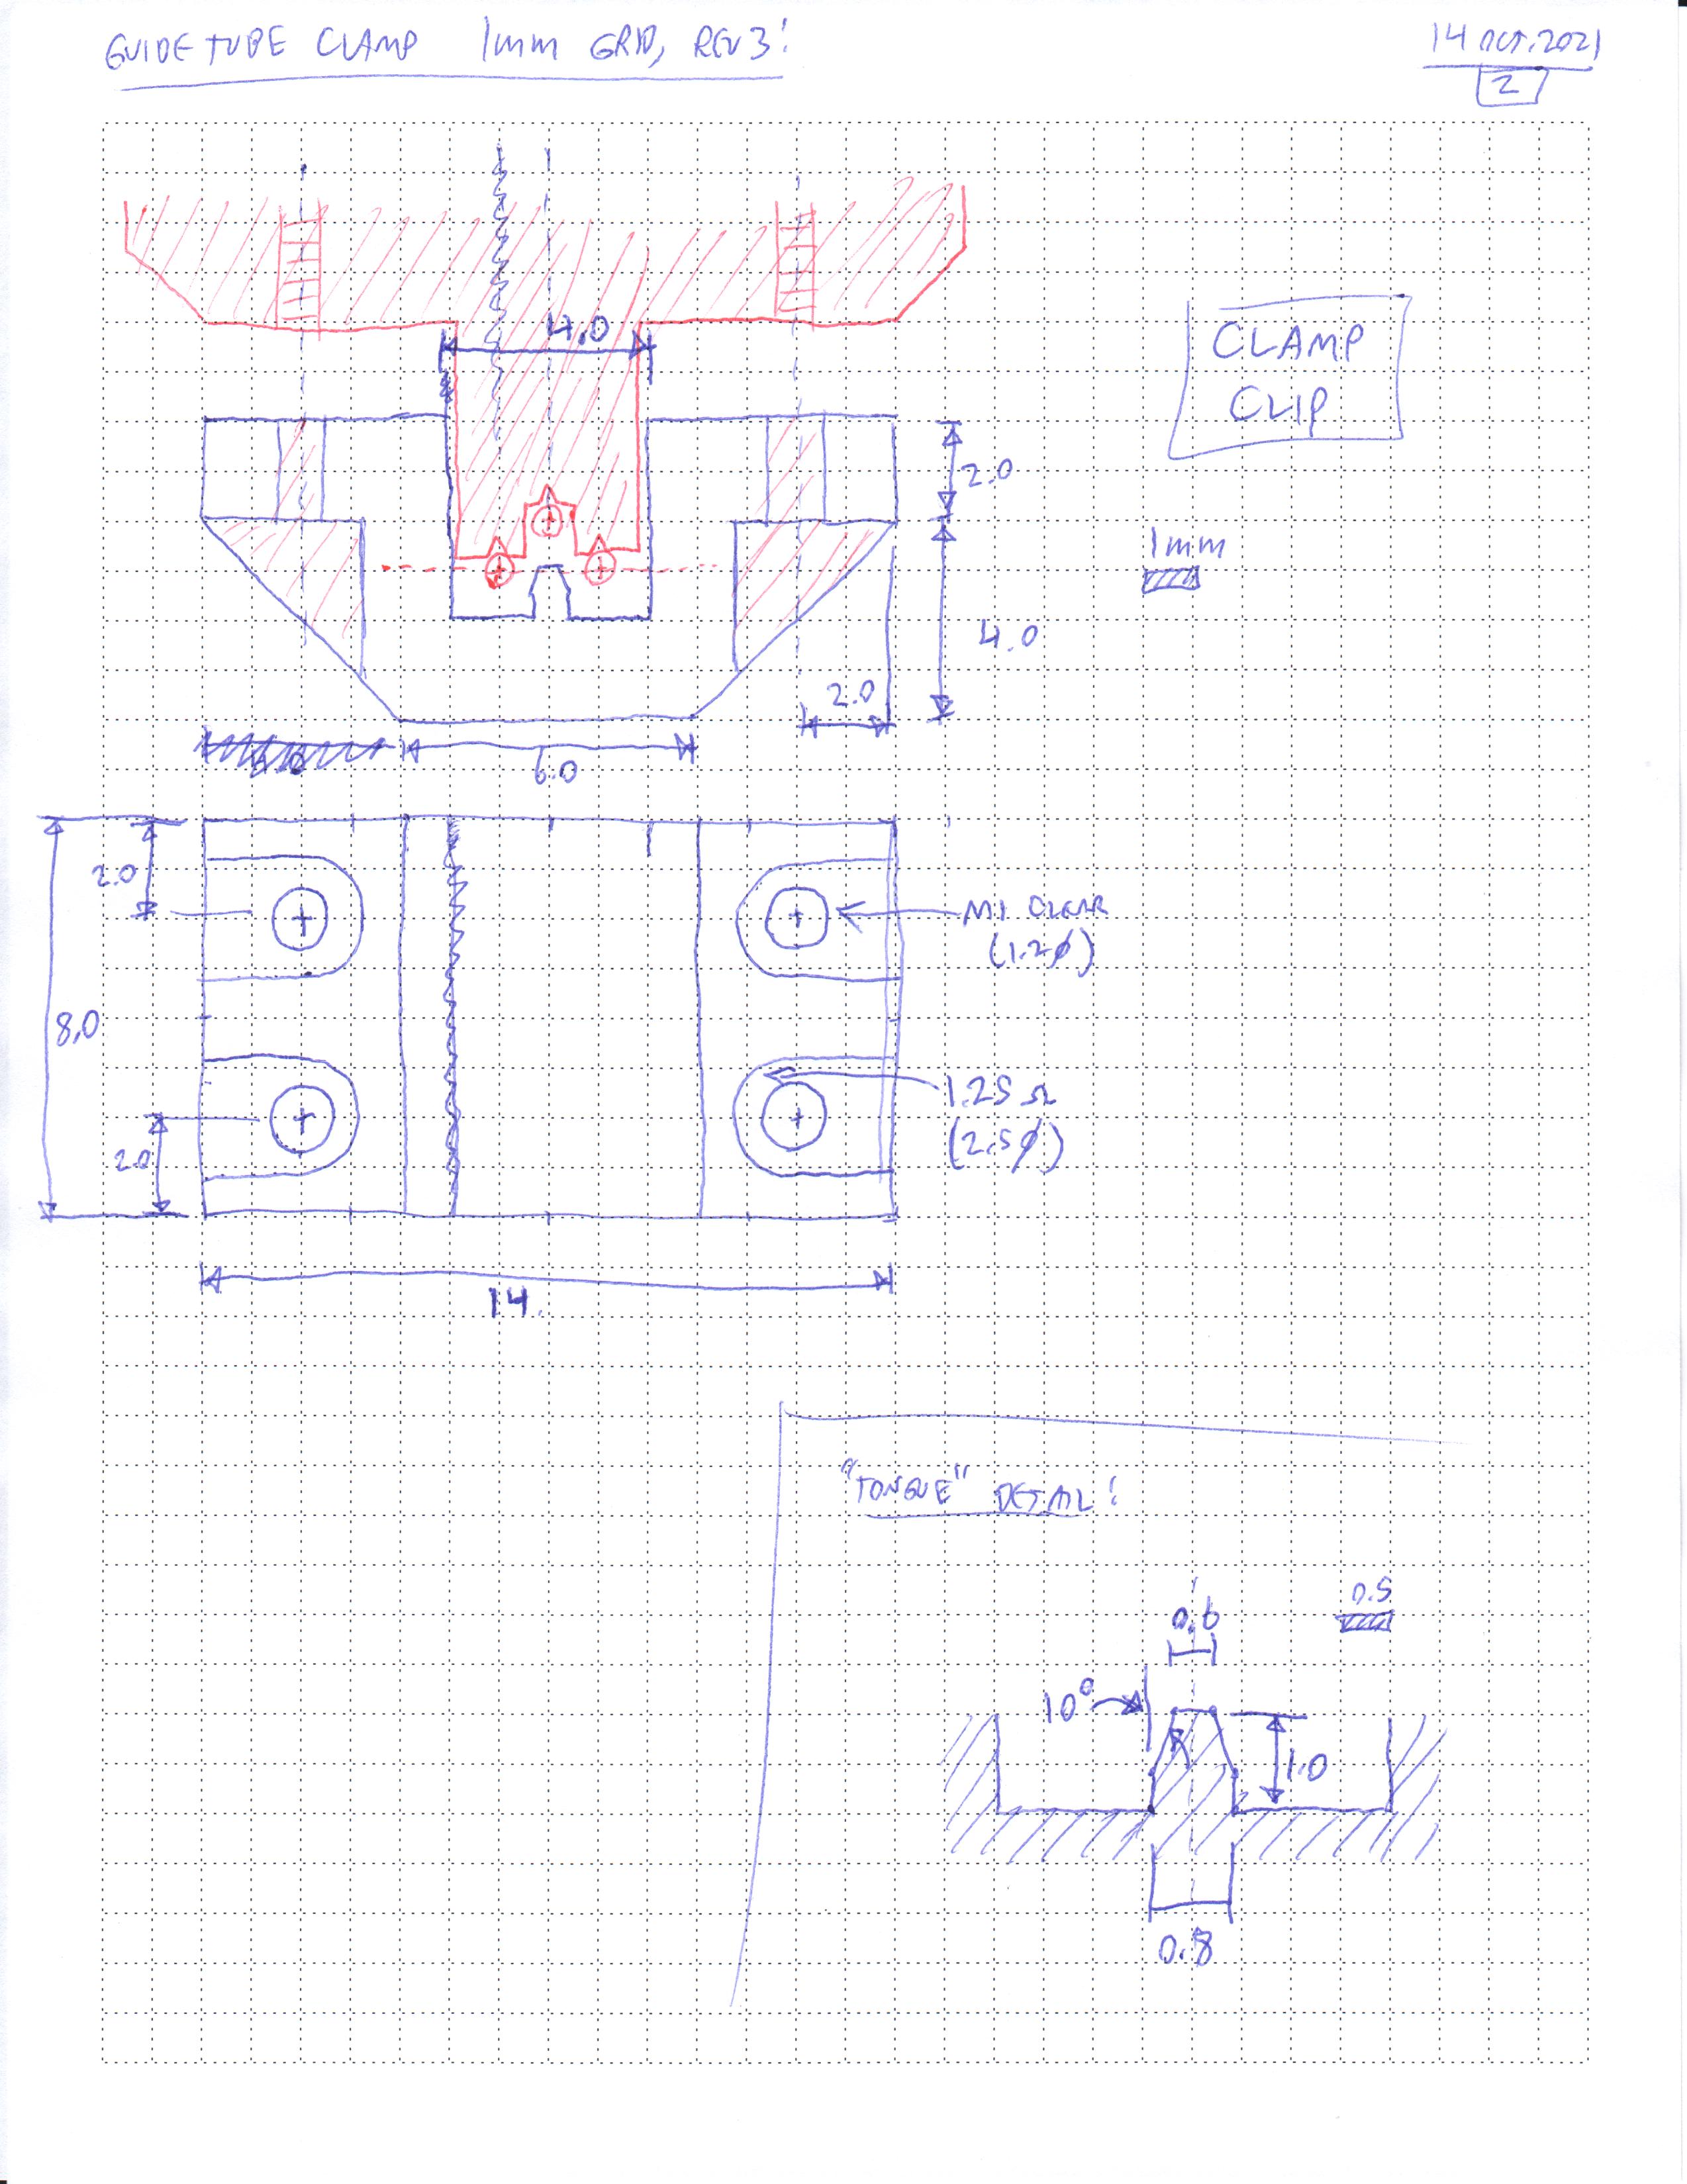 GUIDE TUBE CLAMP 1mm GRID, REV 3!
14 OCT. 2021
2
4.0
CLAMP
CLIP
2.0
1mm
4.0
2.0
6.0
2.0
M1 CLEAR
(1.2φ)
8.0
1.25 R
(2.5φ)
2.0
14.
"TONGUE" DETAIL!
0.5
0.6
10°
1.0
0.8